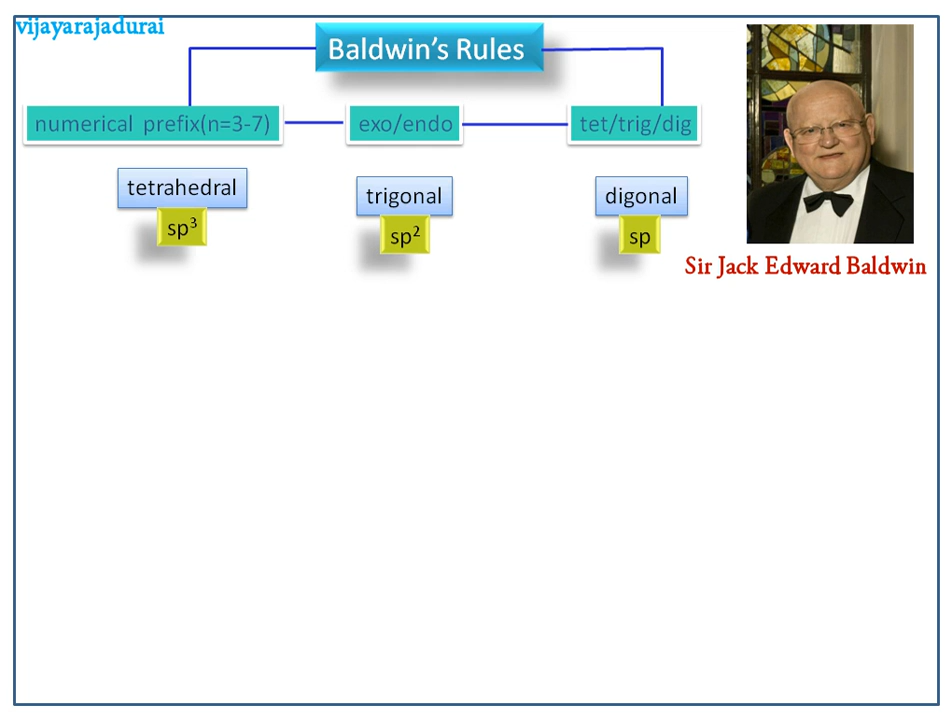 vijayarajadurai
Baldwin's Rules
numerical prefix(n=3-7)
exo/endo
tet/trig/dig
tetrahedral
trigonal
digonal
sp³
sp²
sp
Sir Jack Edward Baldwin